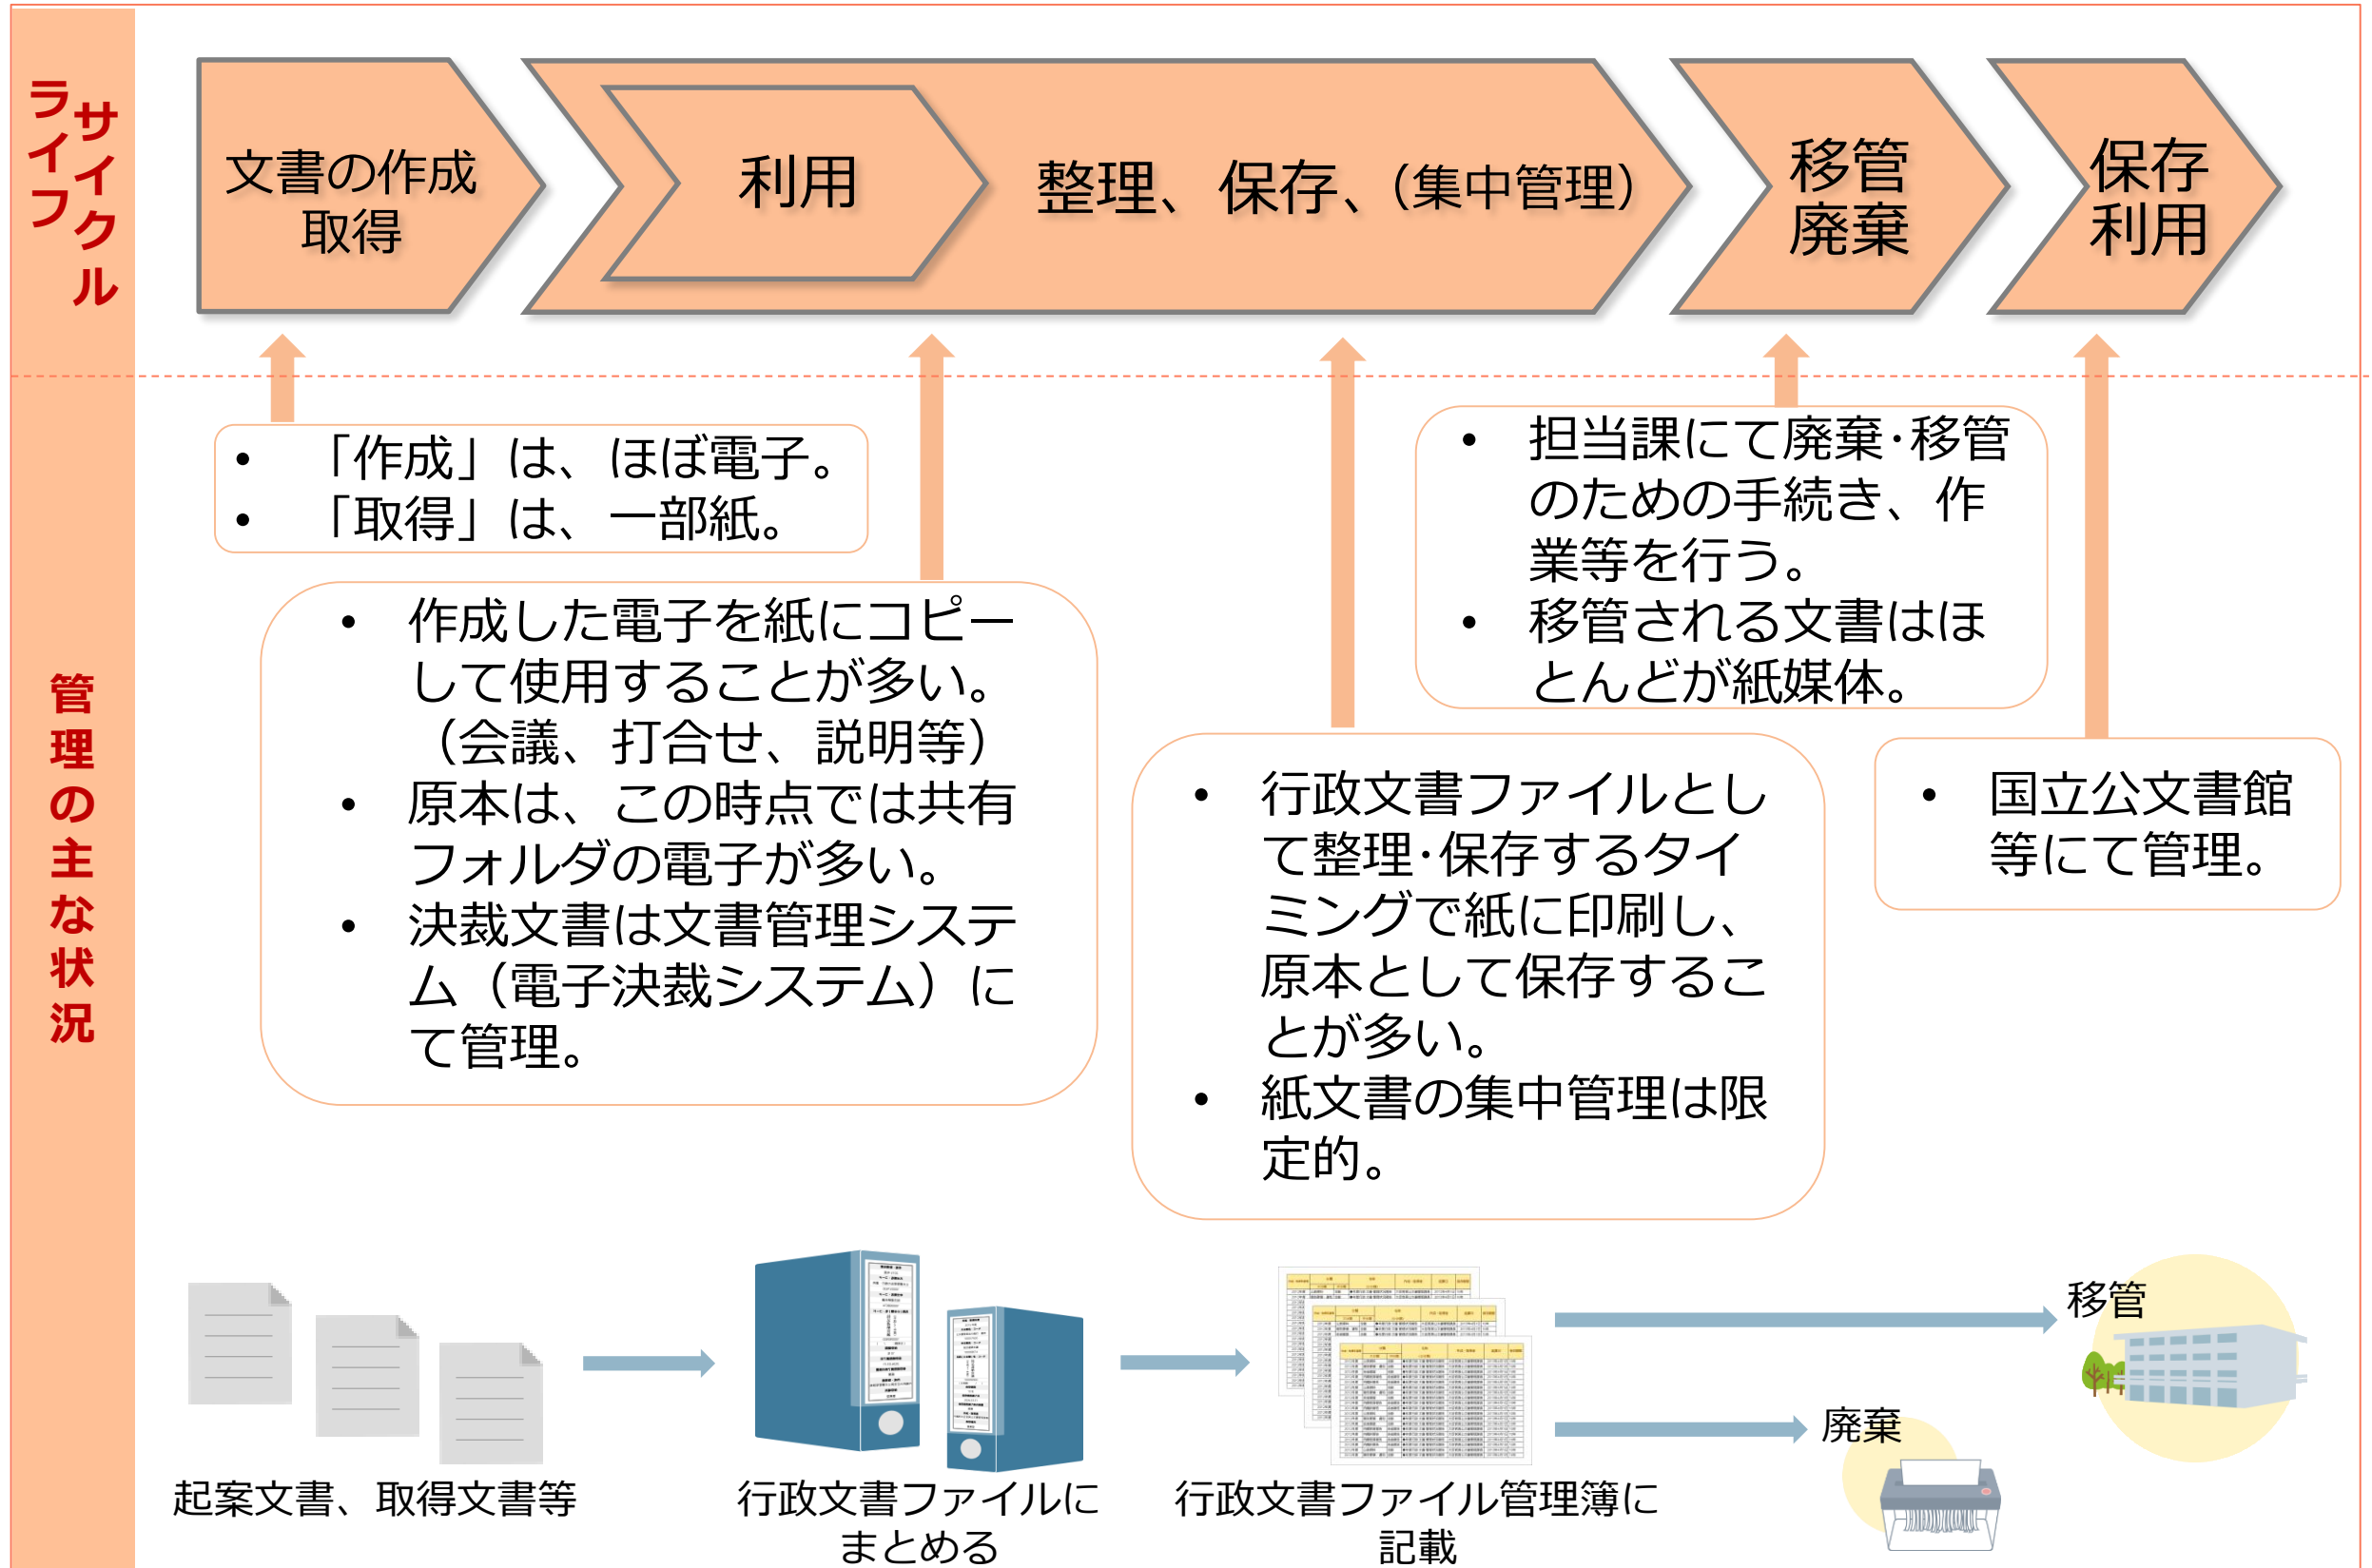 ライフ
サイクル
文書の作成
取得
利用
整理、保存、（集中管理）
移管
廃棄
保存
利用
管理の主な状況
• 「作成」は、ほぼ電子。
• 「取得」は、一部紙。
• 作成した電子を紙にコピー
して使用することが多い。
（会議、打合せ、説明等）
• 原本は、この時点では共有
フォルダの電子が多い。
• 決裁文書は文書管理システ
ム（電子決裁システム）に
て管理。
• 行政文書ファイルとし
て整理･保存するタイ
ミングで紙に印刷し、
原本として保存するこ
とが多い。
• 紙文書の集中管理は限
定的。
• 担当課にて廃棄･移管
のための手続き、作
業等を行う。
• 移管される文書はほ
とんどが紙媒体。
• 国立公文書館
等にて管理。
起案文書、取得文書等
行政文書ファイルに
まとめる
行政文書ファイル管理簿に
記載
移管
廃棄